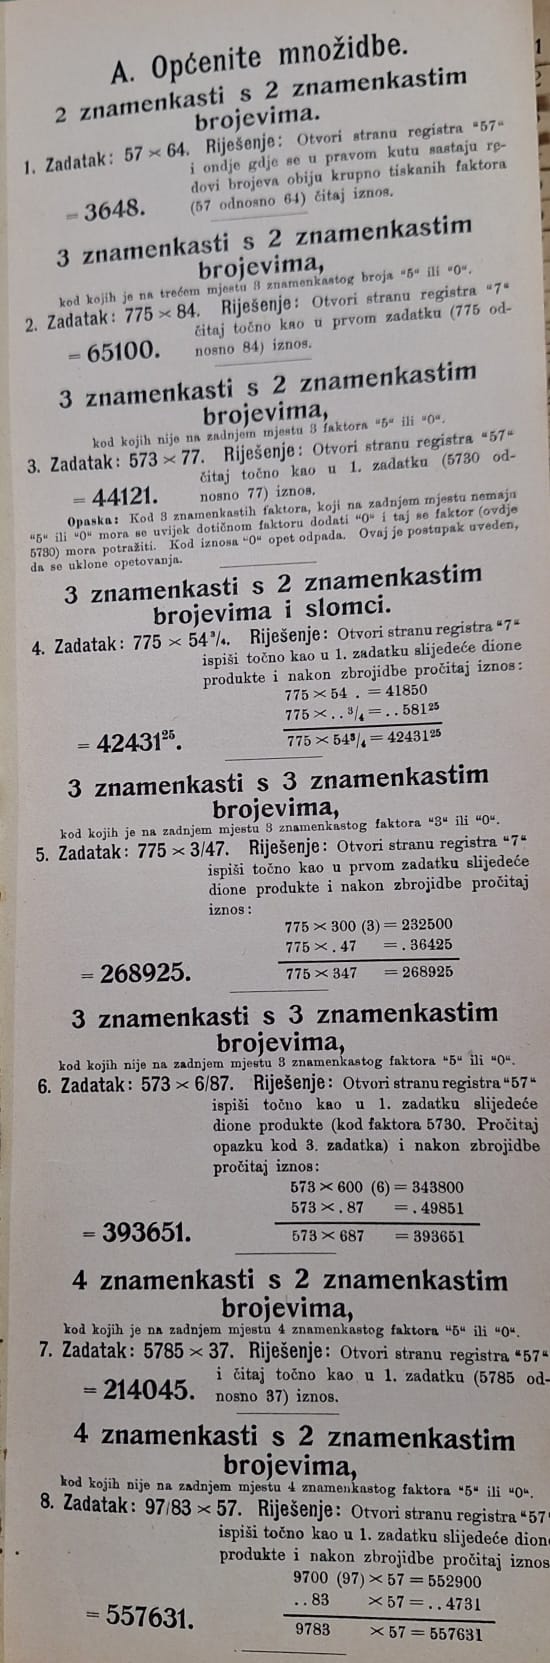 A. Općenite množidbe.
2 znamenkasti s 2 znamenkastim
brojevima.
1. Zadatak: 57 × 64. Riješenje: Otvori stranu registra “57“
i ondje gdje se u pravom kutu sastaju re-
dovi brojeva obiju krupno tiskanih faktora
= 3648. (57 odnosno 64) čitaj iznos.
3 znamenkasti s 2 znamenkastim
brojevima,
kod kojih je na trećem mjestu 3 znamenkastog broja “5“ ili “0“.
2. Zadatak: 775 × 84. Riješenje: Otvori stranu registra “7“
čitaj točno kao u prvom zadatku (775 od-
= 65100. nosno 84) iznos.
3 znamenkasti s 2 znamenkastim
brojevima,
kod kojih nije na zadnjem mjestu 3 faktora “5“ ili “0“.
3. Zadatak: 573 × 77. Riješenje: Otvori stranu registra “57“
čitaj točno kao u 1. zadatku (5730 od-
= 44121. nosno 77) iznos.
Opaska: Kod 3 znamenkastih faktora, koji na zadnjem mjestu nemaju
“5“ ili “0“ mora se uvijek dotičnom faktoru dodati “0“ i taj se faktor (ovdje
5730) mora potražiti. Kod iznosa “0“ opet odpada. Ovaj je postupak uveden,
da se uklone opetovanja.
3 znamenkasti s 2 znamenkastim
brojevima i slomci.
4. Zadatak: 775 × 54³/₄. Riješenje: Otvori stranu registra “7“
ispiši točno kao u 1. zadatku slijedeće dione
produkte i nakon zbrojidbe pročitaj iznos:
775 × 54 . = 41850
775 × . . ³/₄ = . . 581²⁵
= 42431²⁵. 775 × 54³/₄ = 42431²⁵
3 znamenkasti s 3 znamenkastim
brojevima,
kod kojih je na zadnjem mjestu 3 znamenkastog faktora “3“ ili “0“.
5. Zadatak: 775 × 3/47. Riješenje: Otvori stranu registra “7“
ispiši točno kao u prvom zadatku slijedeće
dione produkte i nakon zbrojidbe pročitaj
iznos:
775 × 300 (3) = 232500
775 × . 47 = . 36425
= 268925. 775 × 347 = 268925
3 znamenkasti s 3 znamenkastim
brojevima,
kod kojih nije na zadnjem mjestu 3 znamenkastog faktora “5“ ili “0“.
6. Zadatak: 573 × 6/87. Riješenje: Otvori stranu registra “57“
ispiši točno kao u 1. zadatku slijedeće
dione produkte (kod faktora 5730. Pročitaj
opazku kod 3. zadatka) i nakon zbrojidbe
pročitaj iznos:
573 × 600 (6) = 343800
573 × . 87 = . 49851
= 393651. 573 × 687 = 393651
4 znamenkasti s 2 znamenkastim
brojevima,
kod kojih je na zadnjem mjestu 4 znamenkastog faktora “5“ ili “0“.
7. Zadatak: 5785 × 37. Riješenje: Otvori stranu registra “57“
i čitaj točno kao u 1. zadatku (5785 od-
= 214045. nosno 37) iznos.
4 znamenkasti s 2 znamenkastim
brojevima,
kod kojih nije na zadnjem mjestu 4 znamenkastog faktora “5“ ili “0“.
8. Zadatak: 97/83 × 57. Riješenje: Otvori stranu registra “57“
ispiši točno kao u 1. zadatku slijedeće dione
produkte i nakon zbrojidbe pročitaj iznos
9700 (97) × 57 = 552900
. . 83 × 57 = . . 4731
= 557631. 9783 × 57 = 557631